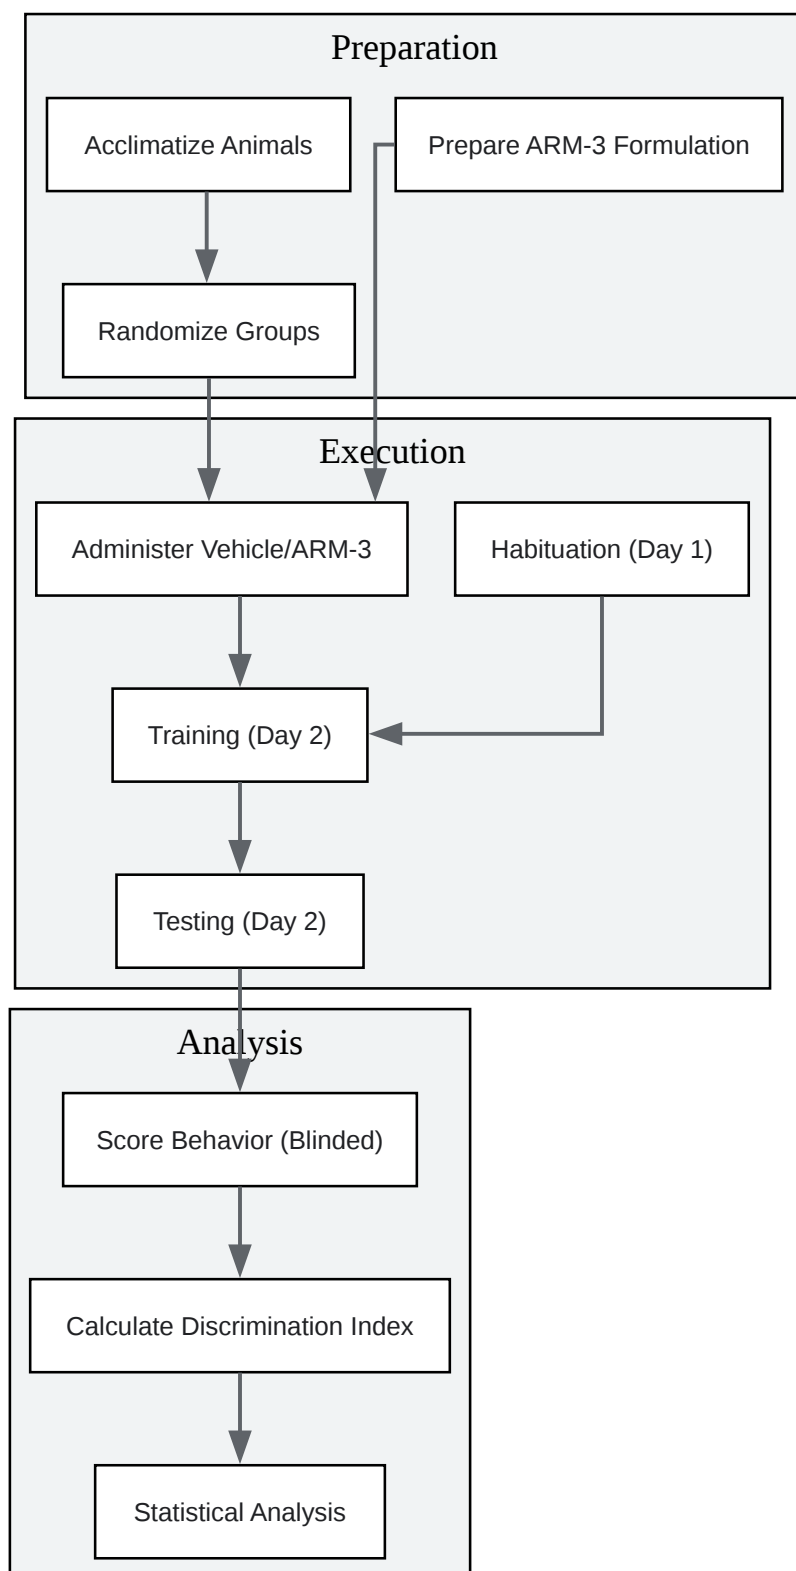 Preparation
Acclimatize Animals
Prepare ARM-3 Formulation
Randomize Groups
Execution
Administer Vehicle/ARM-3
Habituation (Day 1)
Training (Day 2)
Testing (Day 2)
Analysis
Score Behavior (Blinded)
Calculate Discrimination Index
Statistical Analysis